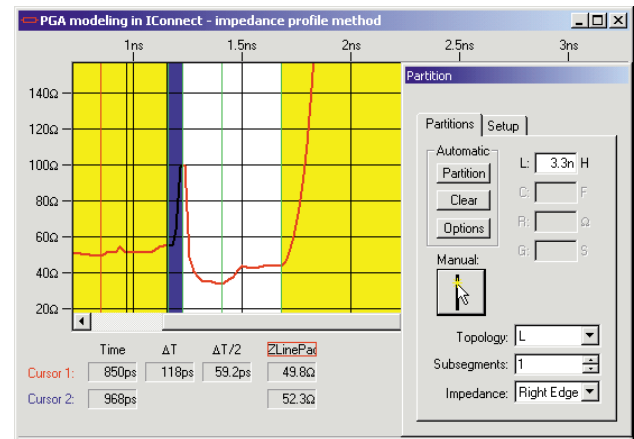 PGA modeling in IConnect - impedance profile method
1ns 1.5ns 2ns 2.5ns 3ns
140Ω
120Ω
100Ω
80Ω
60Ω
40Ω
20Ω
Partition
Partitions Setup
Automatic
Partition
Clear
Options
L: 3.3n H
C: F
R: Ω
G: S
Manual:
Topology: L
Subsegments: 1
Impedance: Right Edge
Time ΔT ΔT/2 ZLinePac
Cursor 1: 850ps 118ps 59.2ps 49.8Ω
Cursor 2: 968ps 52.3Ω